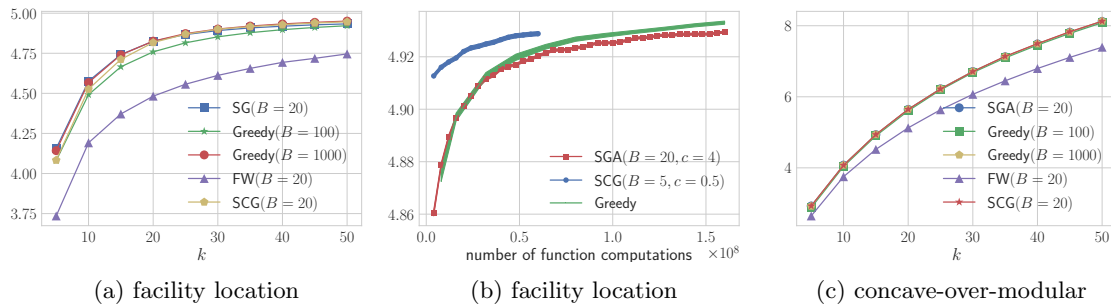 5.00
4.75
4.50
4.25
4.00
3.75
SG(B = 20)
Greedy(B = 100)
Greedy(B = 1000)
FW(B = 20)
SCG(B = 20)
10 20 30 40 50
k
(a) facility location
4.92
4.90
4.88
4.86
SGA(B = 20, c = 4)
SCG(B = 5, c = 0.5)
Greedy
0.0 0.5 1.0 1.5
number of function computations ×10⁸
(b) facility location
8
6
4
SGA(B = 20)
Greedy(B = 100)
Greedy(B = 1000)
FW(B = 20)
SCG(B = 20)
10 20 30 40 50
k
(c) concave-over-modular